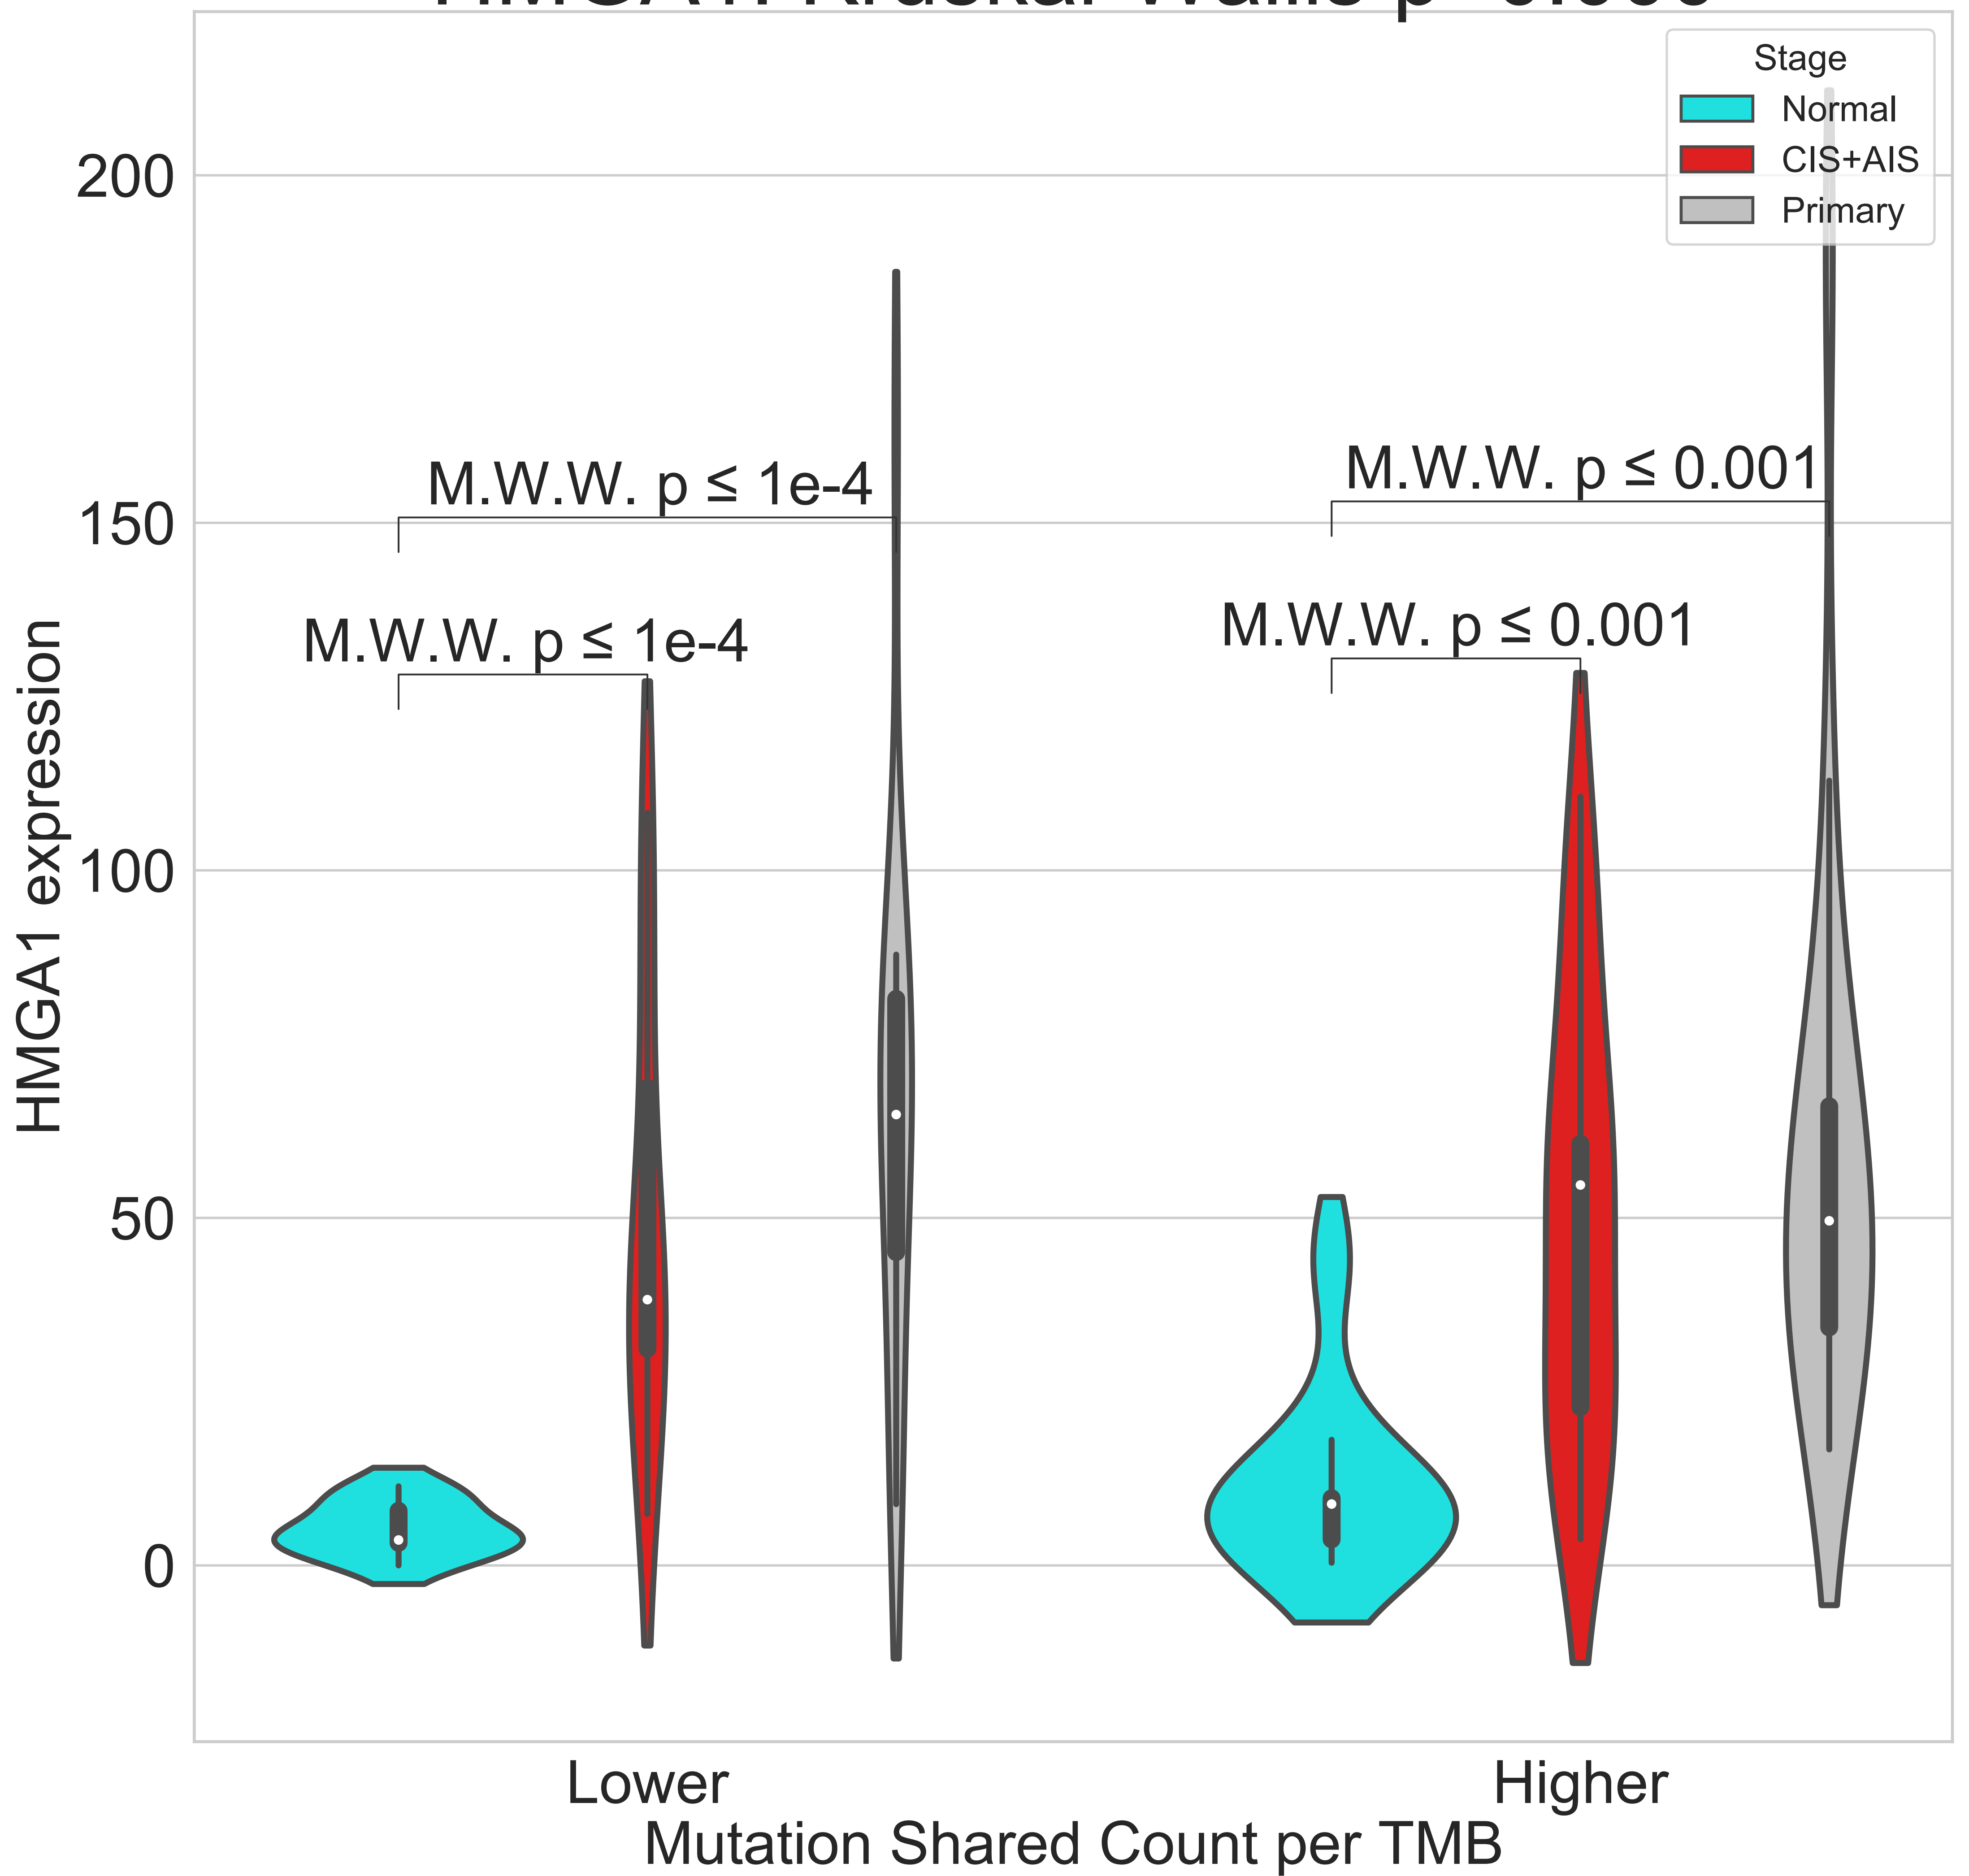 Stage
Normal
CIS+AIS
Primary
200
150
100
50
0
HMGA1 expression
M.W.W. p ≤ 1e-4
M.W.W. p ≤ 0.001
M.W.W. p ≤ 1e-4
M.W.W. p ≤ 0.001
Lower
Higher
Mutation Shared Count per TMB